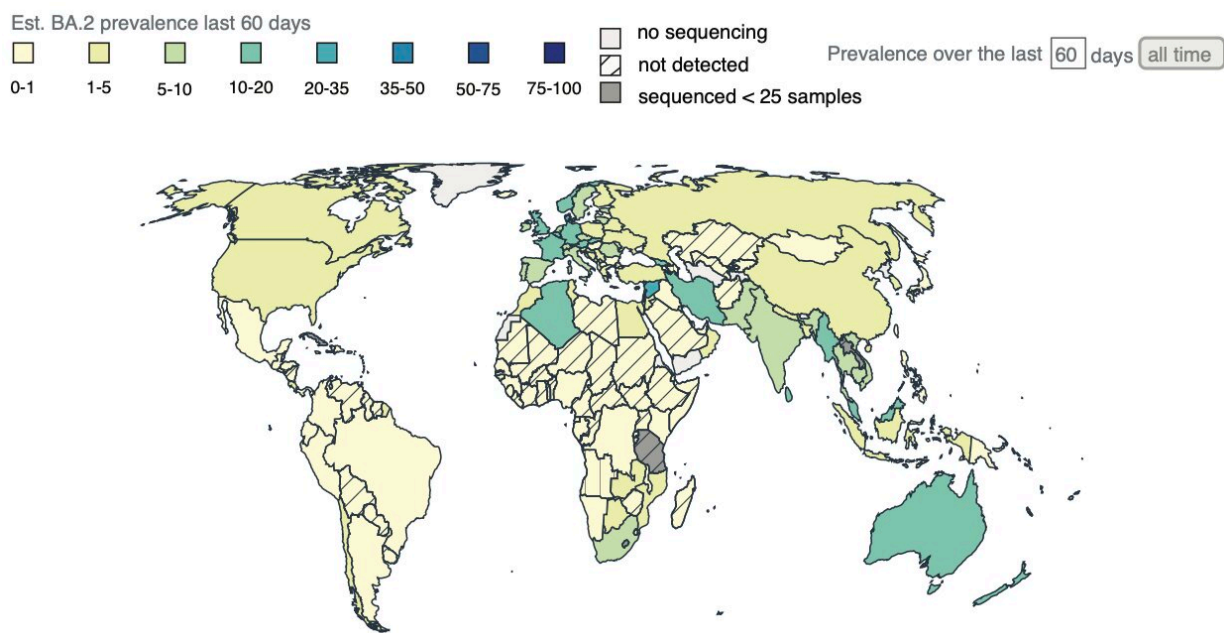 Est. BA.2 prevalence last 60 days
0-1 1-5 5-10 10-20 20-35 35-50 50-75 75-100
no sequencing
not detected
sequenced < 25 samples
Prevalence over the last 60 days all time